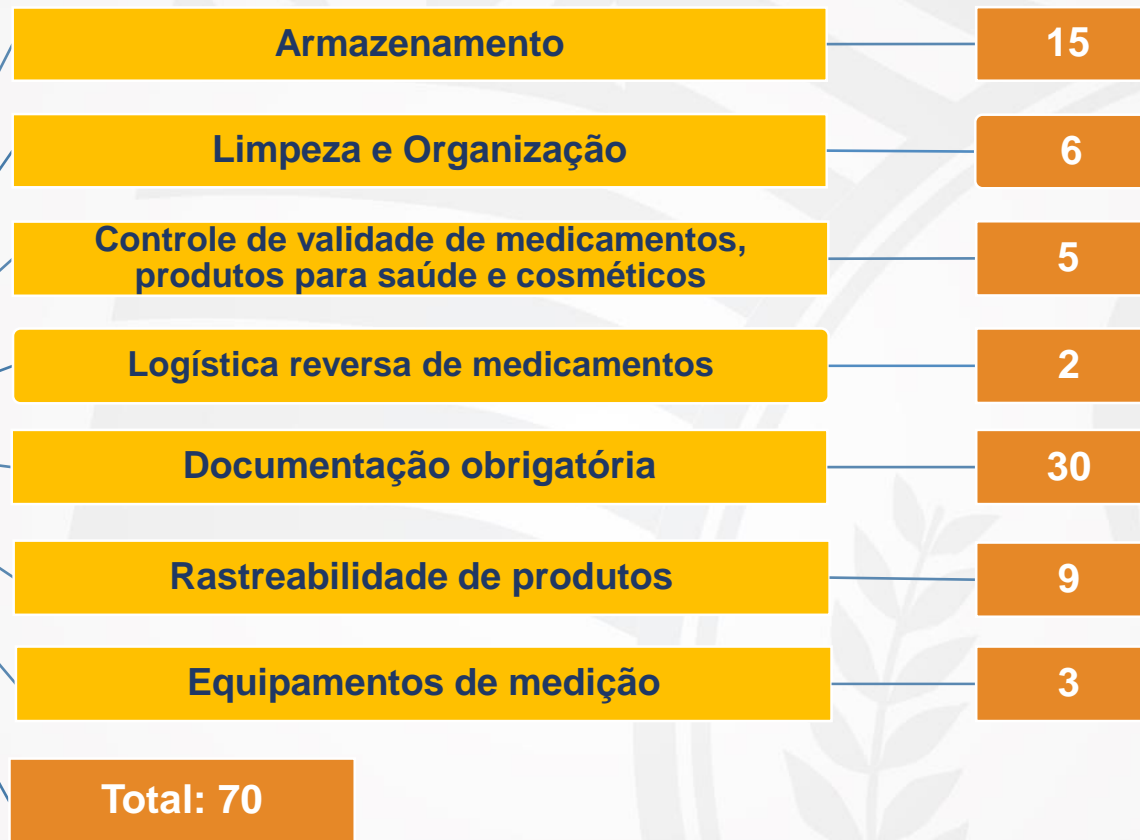 Armazenamento
15
Limpeza e Organização
6
Controle de validade de medicamentos,
produtos para saúde e cosméticos
5
Logística reversa de medicamentos
2
Documentação obrigatória
30
Rastreabilidade de produtos
9
Equipamentos de medição
3
Total: 70